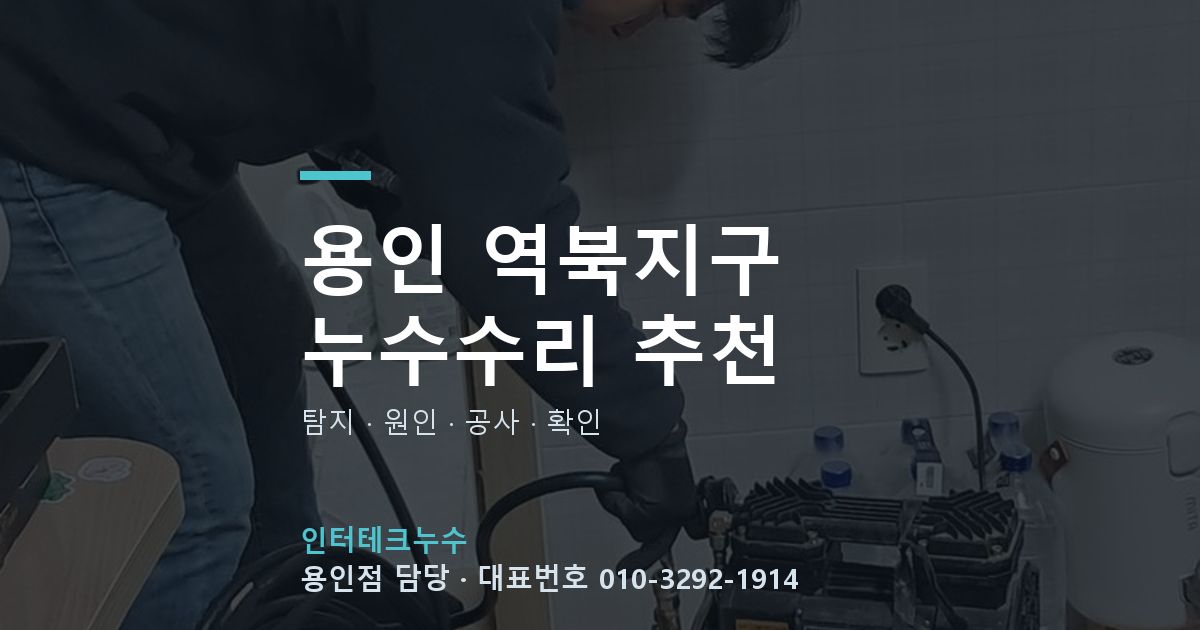 용인 역북지구
누수수리 추천
탐지 · 원인 · 공사 · 확인
인터테크누수
용인점 담당 · 대표번호 010-3292-1914